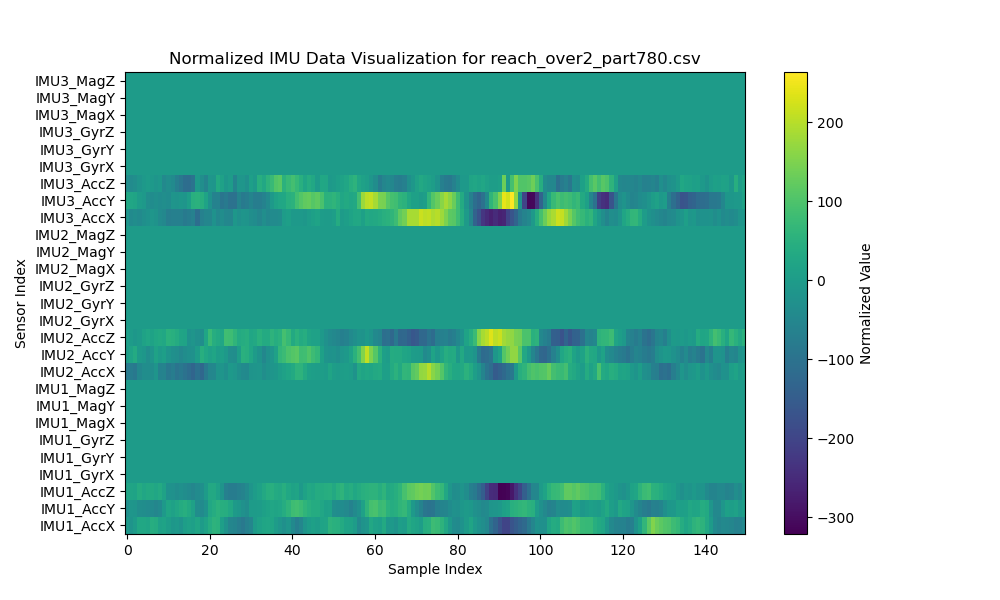 Normalized IMU Data Visualization for reach_over2_part780.csv
IMU3_MagZ
IMU3_MagY
IMU3_MagX
IMU3_GyrZ
IMU3_GyrY
IMU3_GyrX
IMU3_AccZ
IMU3_AccY
IMU3_AccX
IMU2_MagZ
IMU2_MagY
IMU2_MagX
IMU2_GyrZ
IMU2_GyrY
IMU2_GyrX
IMU2_AccZ
IMU2_AccY
IMU2_AccX
IMU1_MagZ
IMU1_MagY
IMU1_MagX
IMU1_GyrZ
IMU1_GyrY
IMU1_GyrX
IMU1_AccZ
IMU1_AccY
IMU1_AccX
Sensor Index
0 20 40 60 80 100 120 140
Sample Index
200
100
0
−100
−200
−300
Normalized Value